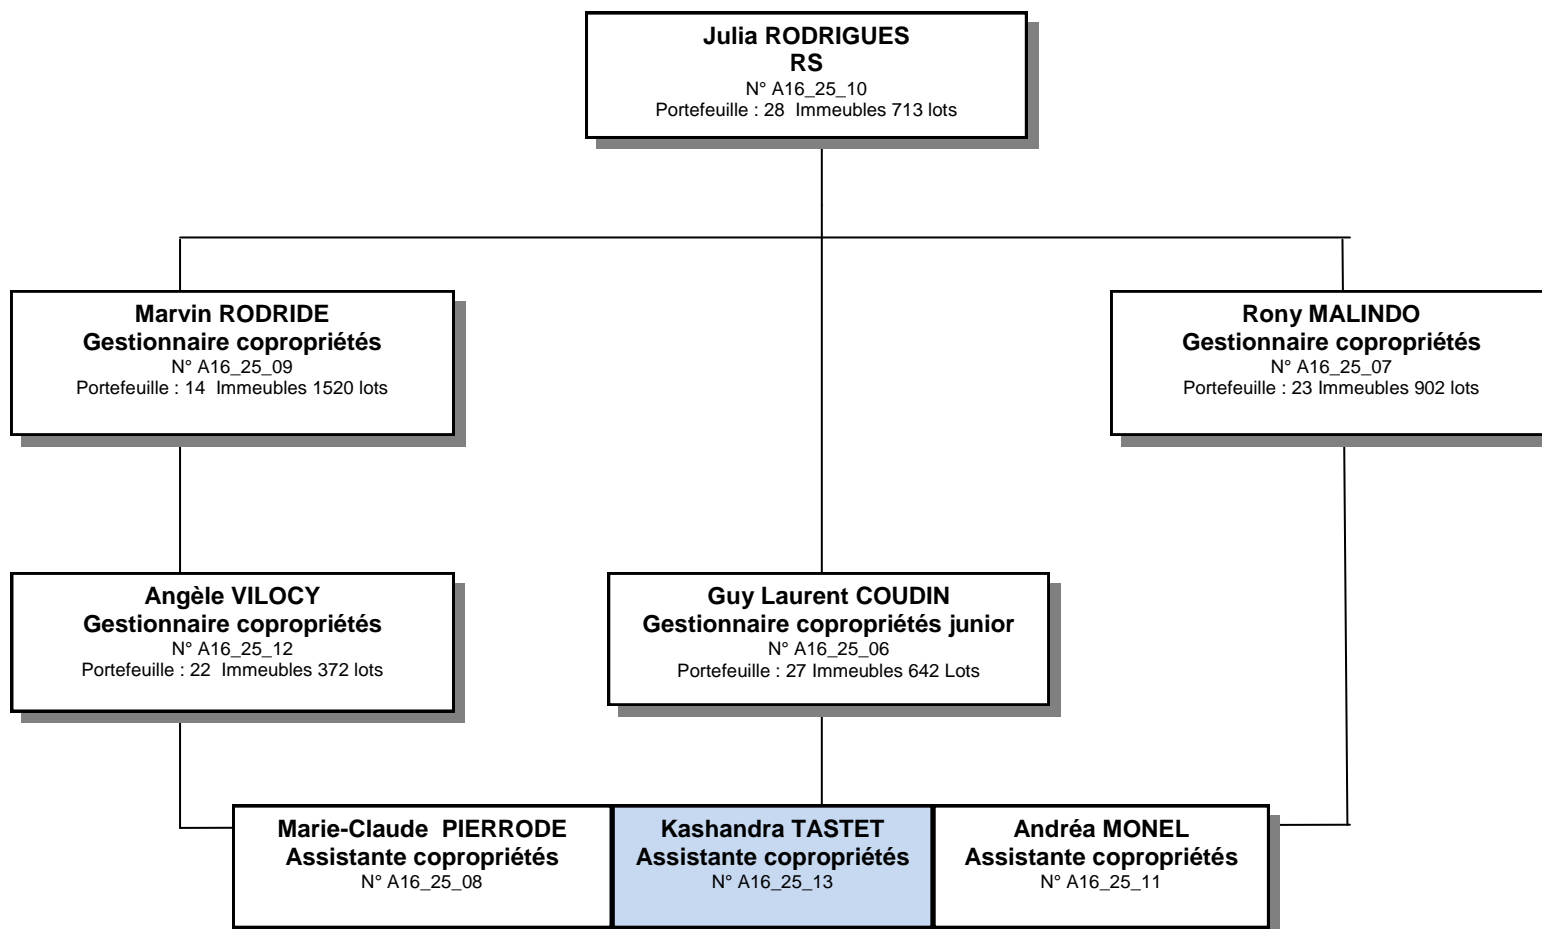 Julia RODRIGUES
RS
N° A16_25_10
Portefeuille : 28 Immeubles 713 lots
Marvin RODRIDE
Gestionnaire copropriétés
N° A16_25_09
Portefeuille : 14 Immeubles 1520 lots
Rony MALINDO
Gestionnaire copropriétés
N° A16_25_07
Portefeuille : 23 Immeubles 902 lots
Angèle VILOCY
Gestionnaire copropriétés
N° A16_25_12
Portefeuille : 22 Immeubles 372 lots
Guy Laurent COUDIN
Gestionnaire copropriétés junior
N° A16_25_06
Portefeuille : 27 Immeubles 642 Lots
Marie-Claude PIERRODE
Assistante copropriétés
N° A16_25_08
Kashandra TASTET
Assistante copropriétés
N° A16_25_13
Andréa MONEL
Assistante copropriétés
N° A16_25_11